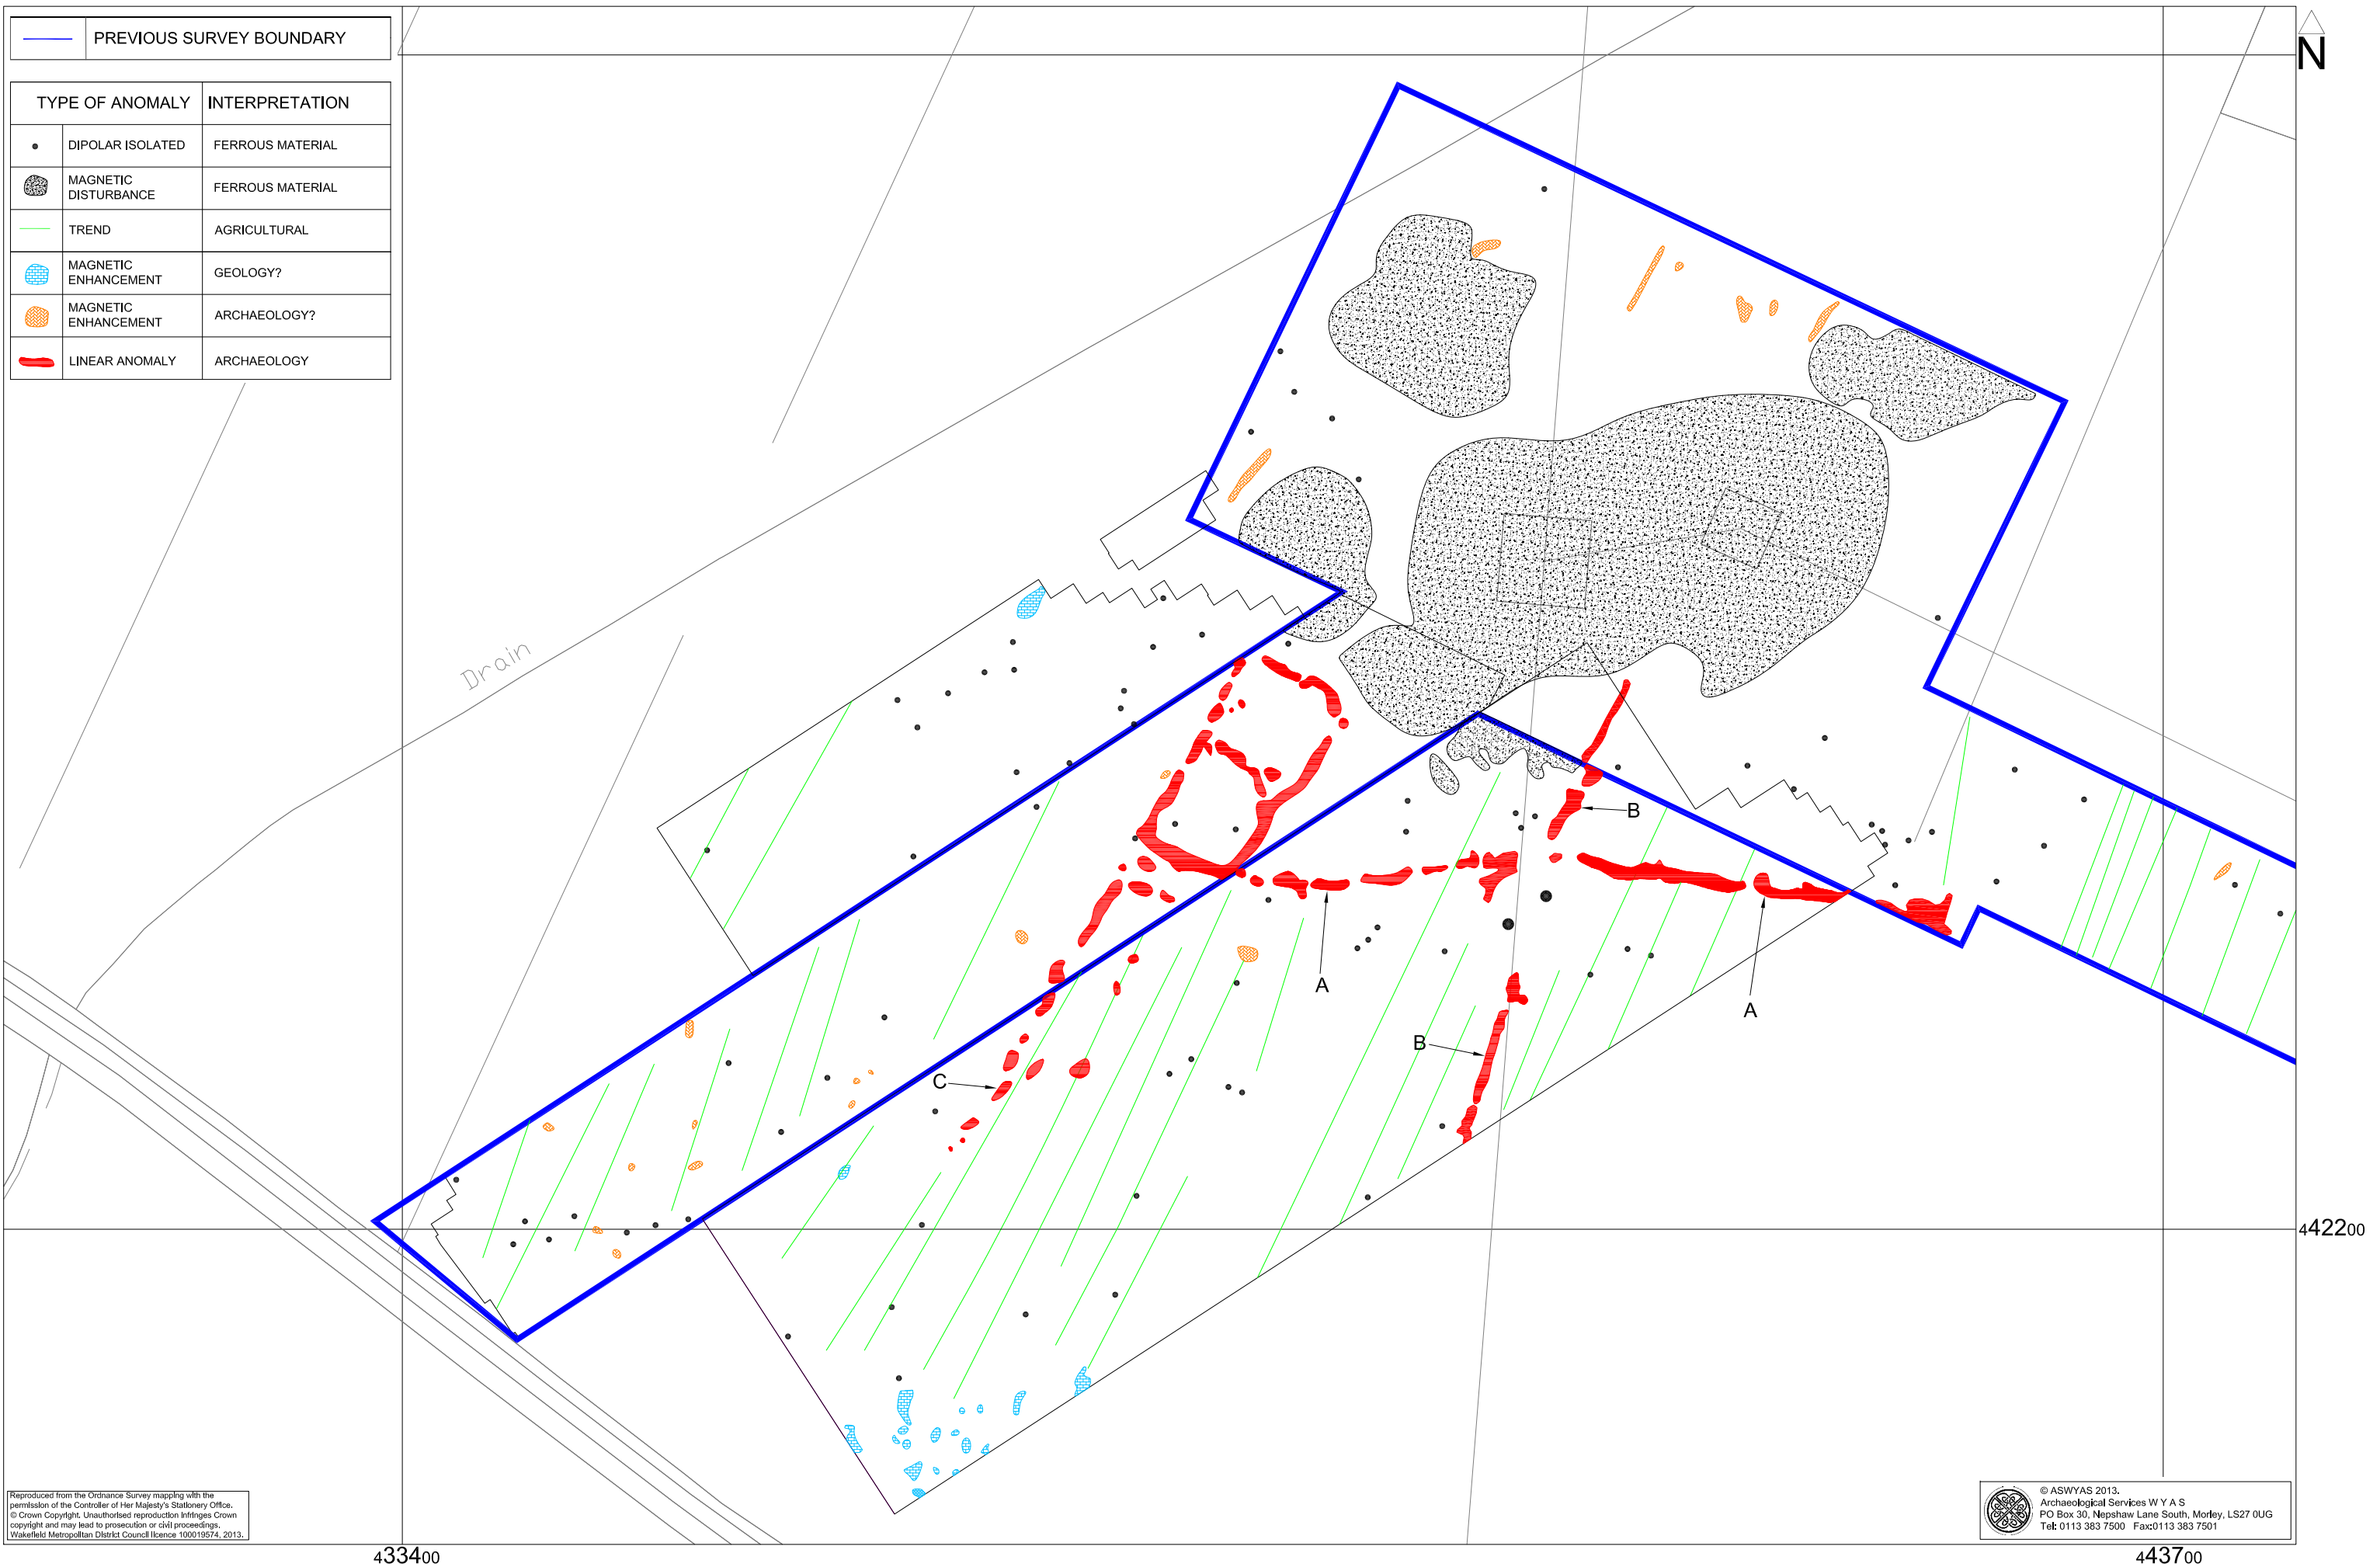 PREVIOUS SURVEY BOUNDARY
N
TYPE OF ANOMALY INTERPRETATION
DIPOLAR ISOLATED FERROUS MATERIAL
MAGNETIC
DISTURBANCE
FERROUS MATERIAL
TREND AGRICULTURAL
MAGNETIC
ENHANCEMENT
GEOLOGY?
MAGNETIC
ENHANCEMENT
ARCHAEOLOGY?
LINEAR ANOMALY ARCHAEOLOGY
Drain
B
A
A
B
C
442200
Reproduced from the Ordnance Survey mapping with the
permission of the Controller of Her Majesty's Stationery Office.
© Crown Copyright. Unauthorised reproduction infringes Crown
copyright and may lead to prosecution or civil proceedings.
Wakefield Metropolitan District Council licence 100019574, 2013.
© ASWYAS 2013.
Archaeological Services W Y A S
PO Box 30, Nepshaw Lane South, Morley, LS27 0UG
Tel: 0113 383 7500 Fax:0113 383 7501
433400
443700